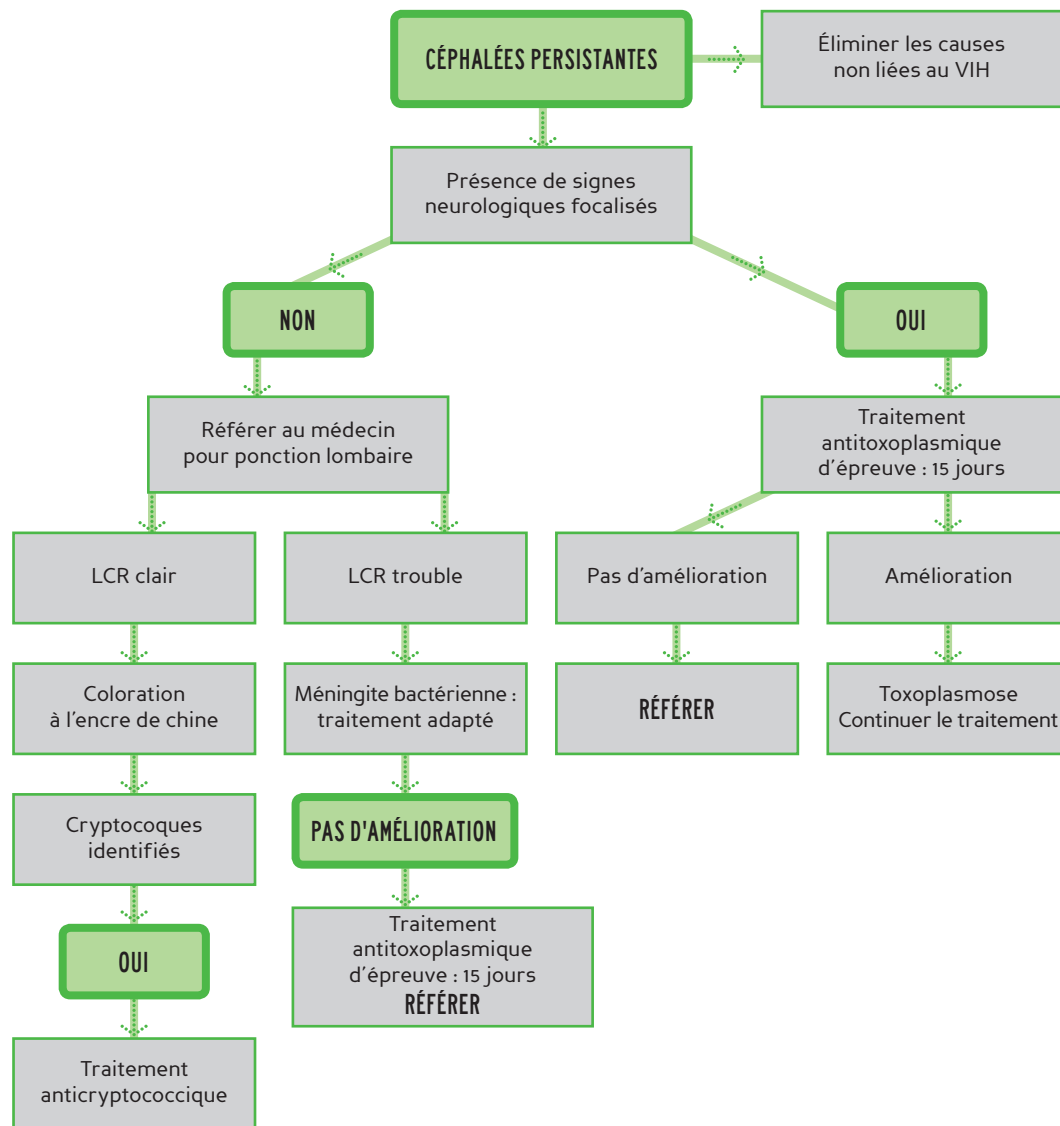 CÉPHALÉES PERSISTANTES
Éliminer les causes
non liées au VIH
Présence de signes
neurologiques focalisés
NON
OUI
Référer au médecin
pour ponction lombaire
Traitement
antitoxoplasmique
d'épreuve : 15 jours
LCR clair
LCR trouble
Pas d'amélioration
Amélioration
Coloration
à l'encre de chine
Méningite bactérienne :
traitement adapté
RÉFÉRER
Toxoplasmose
Continuer le traitement
Cryptocoques
identifiés
PAS D'AMÉLIORATION
OUI
Traitement
antitoxoplasmique
d'épreuve : 15 jours
RÉFÉRER
Traitement
anticryptococcique